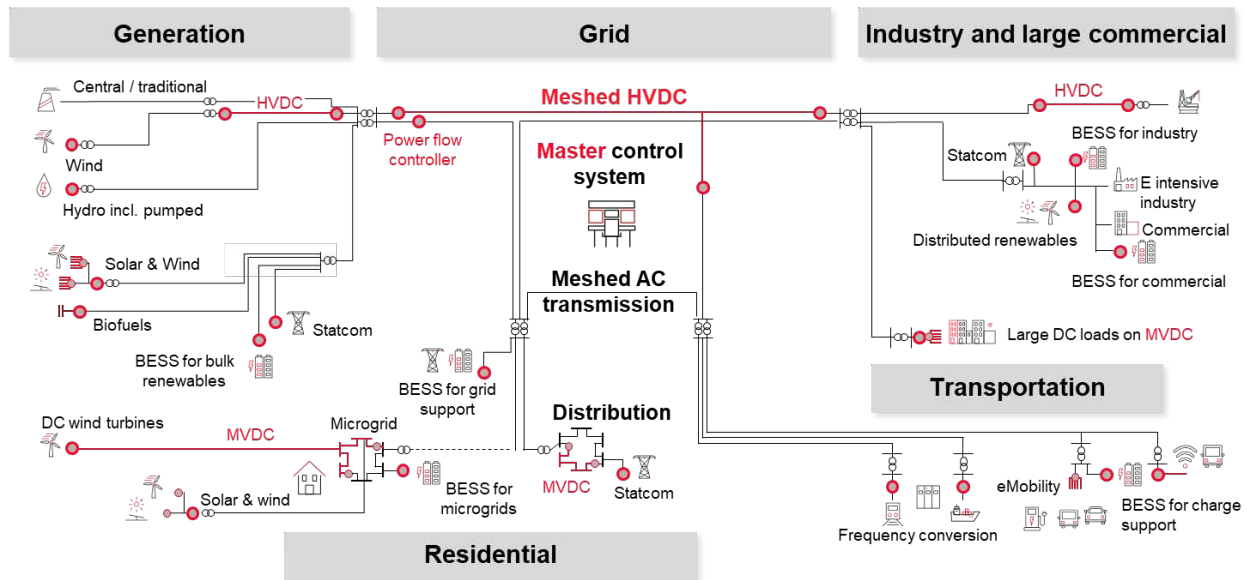 Generation
Grid
Industry and large commercial
Central / traditional
HVDC
Wind
Hydro incl. pumped
Solar & Wind
Biofuels
Statcom
BESS for bulk
renewables
Meshed HVDC
Power flow
controller
Master control
system
Meshed AC
transmission
BESS for grid
support
HVDC
BESS for industry
Statcom
E intensive
industry
Distributed renewables
Commercial
BESS for commercial
Large DC loads on MVDC
Transportation
DC wind turbines
MVDC
Microgrid
Solar & wind
BESS for
microgrids
Distribution
MVDC
Statcom
Frequency conversion
eMobility
BESS for charge
support
Residential